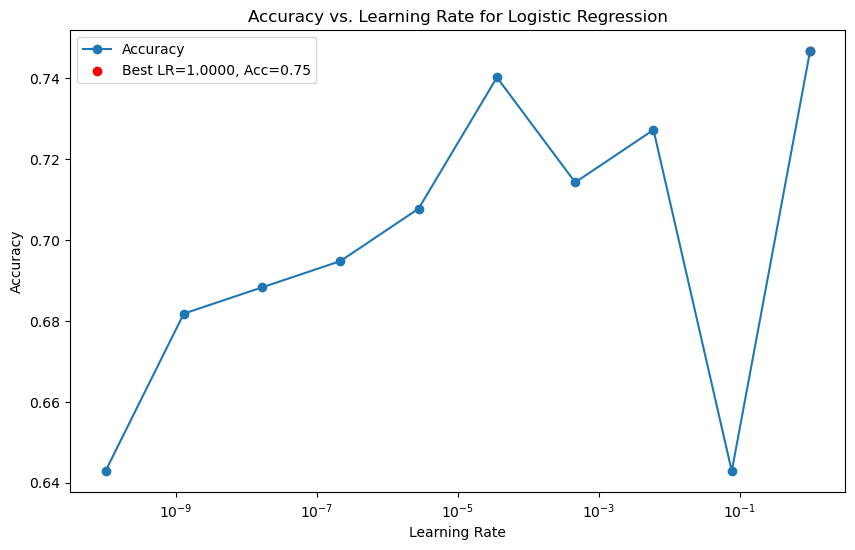 Accuracy vs. Learning Rate for Logistic Regression
Accuracy
Best LR=1.0000, Acc=0.75
0.74
0.72
0.70
0.68
0.66
0.64
Accuracy
10⁻⁹ 10⁻⁷ 10⁻⁵ 10⁻³ 10⁻¹
Learning Rate